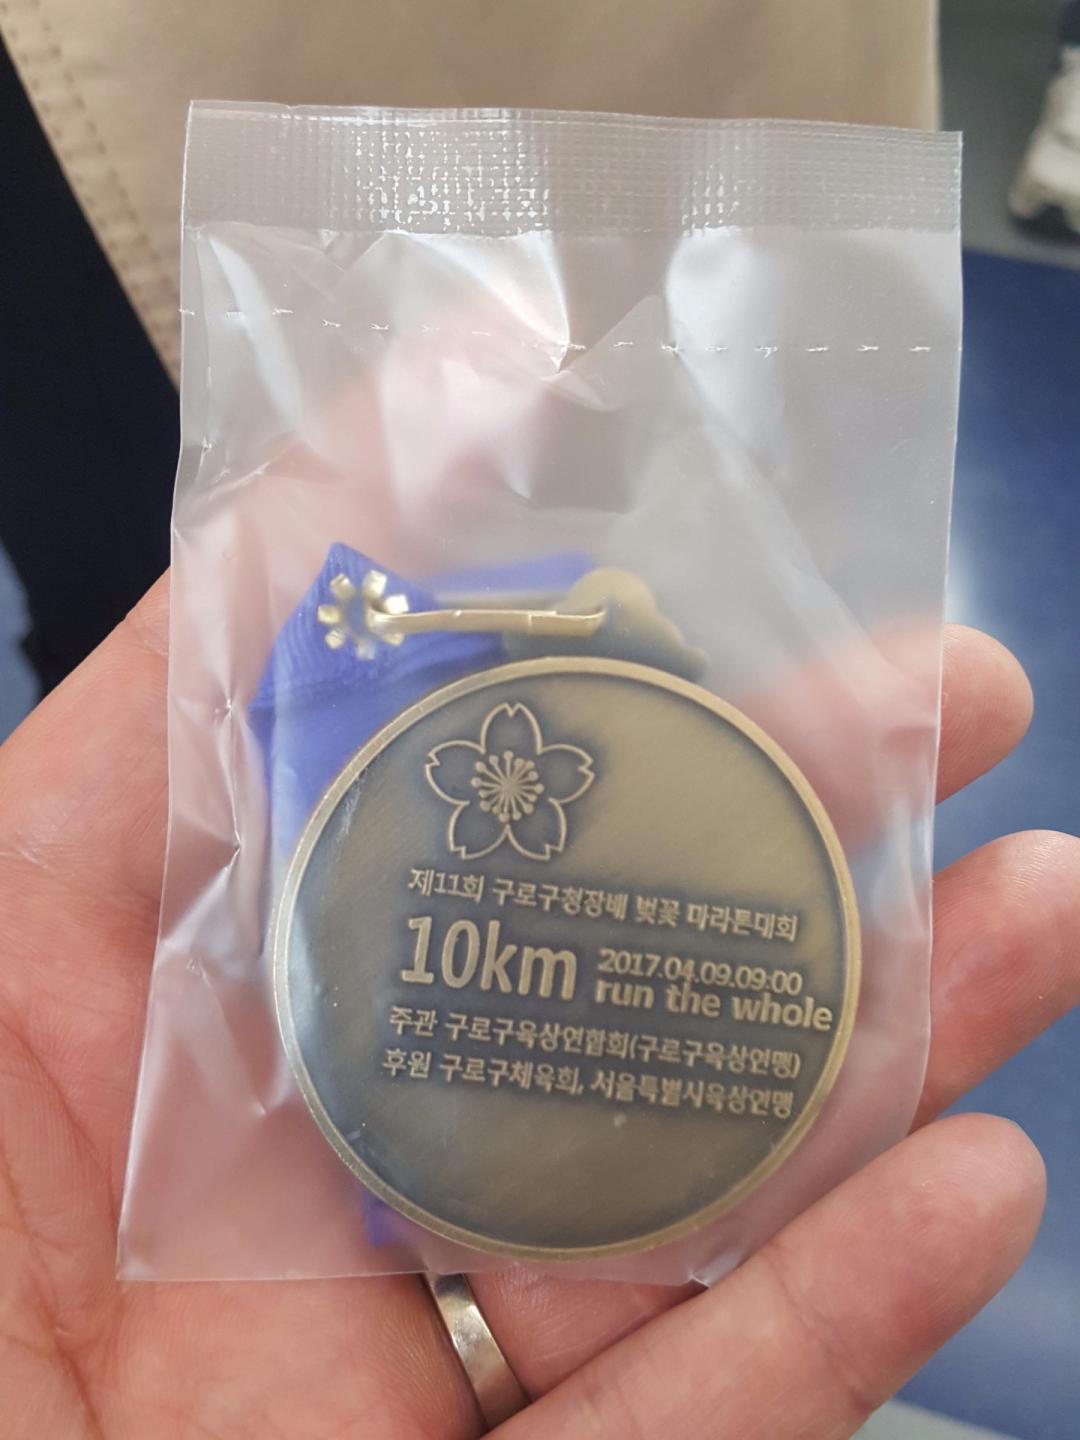 제11회 구로구청장배 벚꽃 마라톤대회
10km 2017.04.09.09:00
run the whole
주관 구로구육상연합회(구로구육상연맹)
후원 구로구체육회, 서울특별시육상연맹